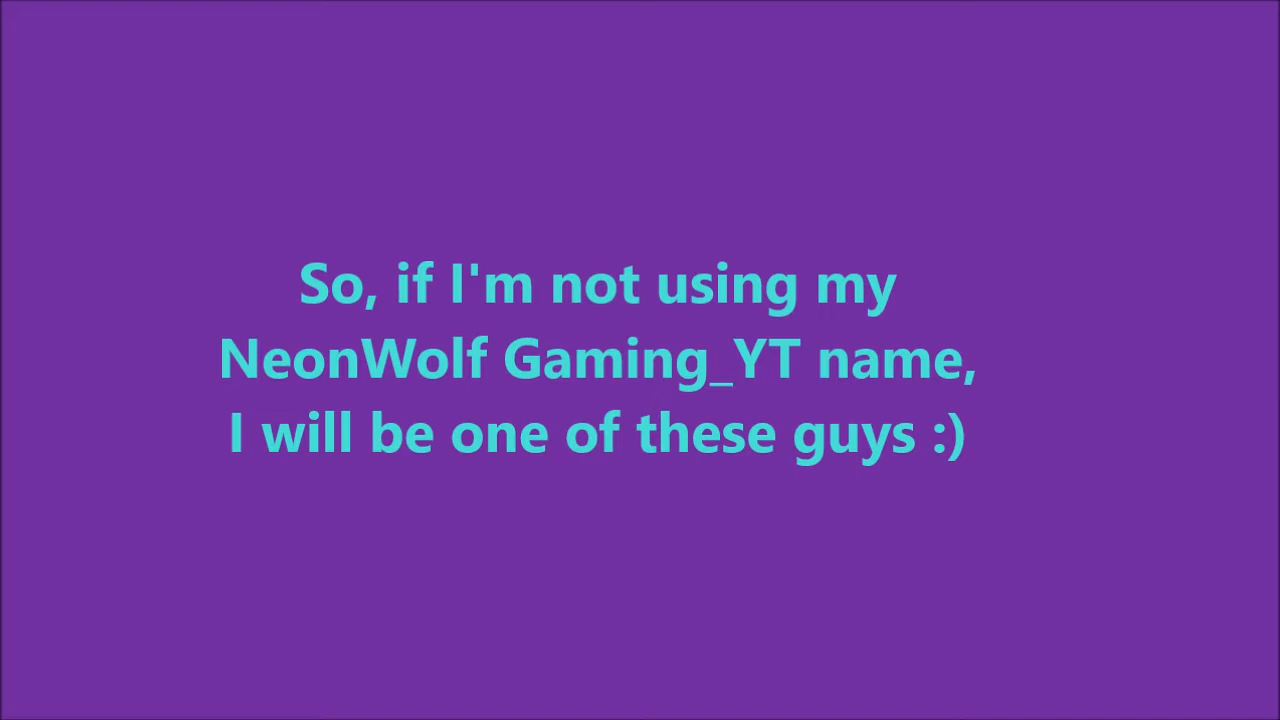 So, if I'm not using my
NeonWolf Gaming_YT name,
I will be one of these guys :)